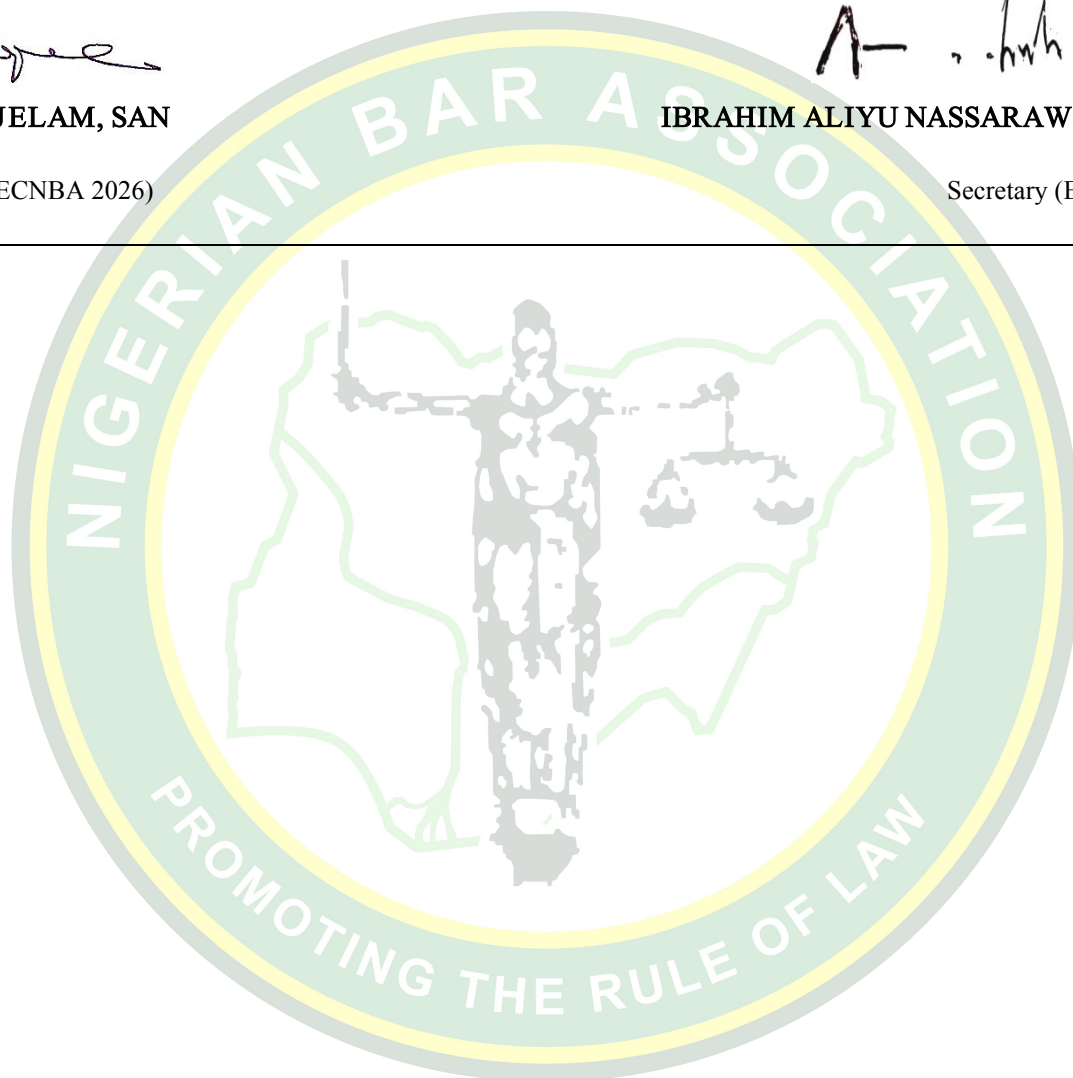 JELAM, SAN
IBRAHIM ALIYU NASSARAW
ECNBA 2026)
Secretary (E
NIGERIAN BAR ASSOCIATION
PROMOTING THE RULE OF LAW